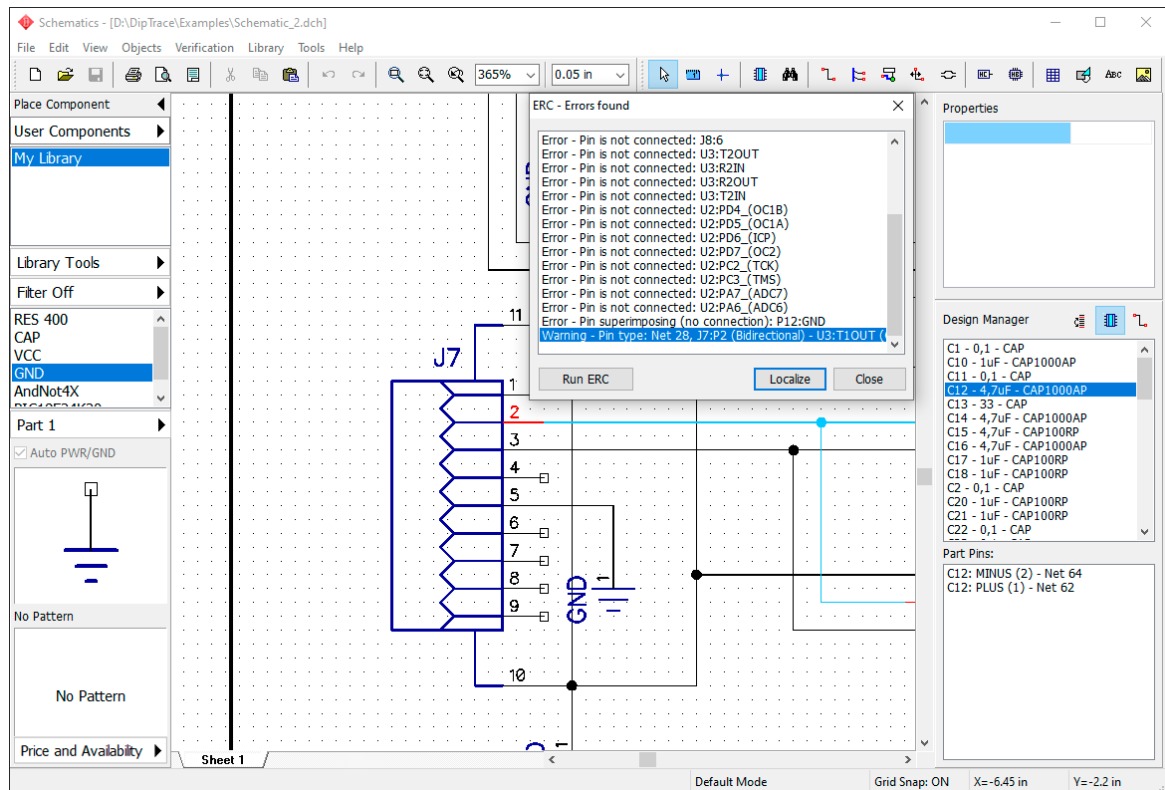 Schematics - [D:\DipTrace\Examples\Schematic_2.dch]
File Edit View Objects Verification Library Tools Help
365% 0.05 in
ABC
Place Component
User Components
My Library
Library Tools
Filter Off
RES 400
CAP
VCC
GND
AndNot4X
Part 1
Auto PWR/GND
No Pattern
No Pattern
Price and Availability
ERC - Errors found
Error - Pin is not connected: J8:6
Error - Pin is not connected: U3:T2OUT
Error - Pin is not connected: U3:R2IN
Error - Pin is not connected: U3:R2OUT
Error - Pin is not connected: U3:T2IN
Error - Pin is not connected: U2:PD4_(OC1B)
Error - Pin is not connected: U2:PD5_(OC1A)
Error - Pin is not connected: U2:PD6_(ICP)
Error - Pin is not connected: U2:PD7_(OC2)
Error - Pin is not connected: U2:PC2_(TCK)
Error - Pin is not connected: U2:PC3_(TMS)
Error - Pin is not connected: U2:PA7_(ADC7)
Error - Pin is not connected: U2:PA6_(ADC6)
Error - Pin superimposing (no connection): P12:GND
Warning - Pin type: Net 28, J7:P2 (Bidirectional) - U3:T1OUT (
Run ERC Localize Close
J7
11
1
2
3
4
5
6
7
8
9
10
GND
1
1
Sheet 1
Properties
Design Manager
C1 - 0,1 - CAP
C10 - 1uF - CAP1000AP
C11 - 0,1 - CAP
C12 - 4,7uF - CAP1000AP
C13 - 33 - CAP
C14 - 4,7uF - CAP1000AP
C15 - 4,7uF - CAP100RP
C16 - 4,7uF - CAP1000AP
C17 - 1uF - CAP100RP
C18 - 1uF - CAP100RP
C2 - 0,1 - CAP
C20 - 1uF - CAP100RP
C21 - 1uF - CAP100RP
C22 - 0,1 - CAP
Part Pins:
C12: MINUS (2) - Net 64
C12: PLUS (1) - Net 62
Default Mode Grid Snap: ON X=-6.45 in Y=-2.2 in